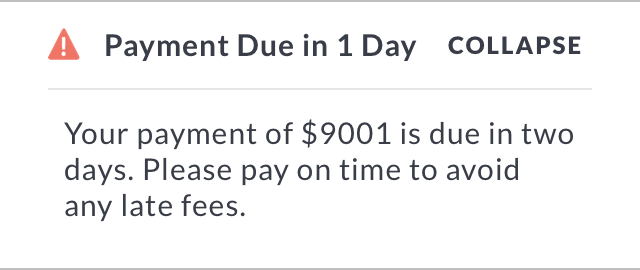 Payment Due in 1 Day COLLAPSE
Your payment of $9001 is due in two
days. Please pay on time to avoid
any late fees.